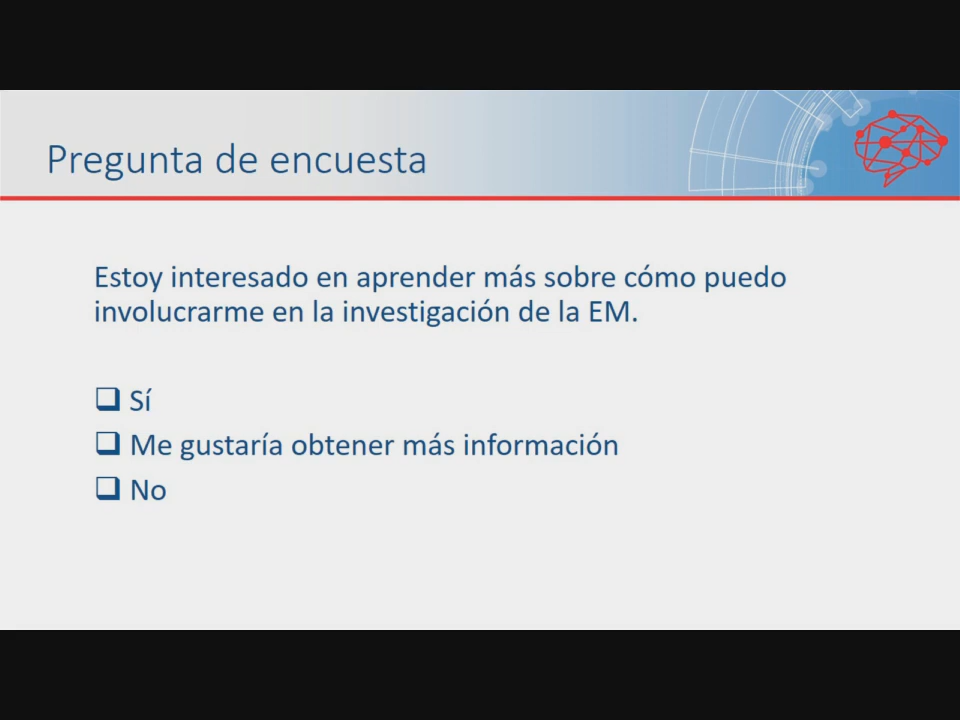 Pregunta de encuesta
Estoy interesado en aprender más sobre cómo puedo
involucrarme en la investigación de la EM.
Sí
Me gustaría obtener más información
No